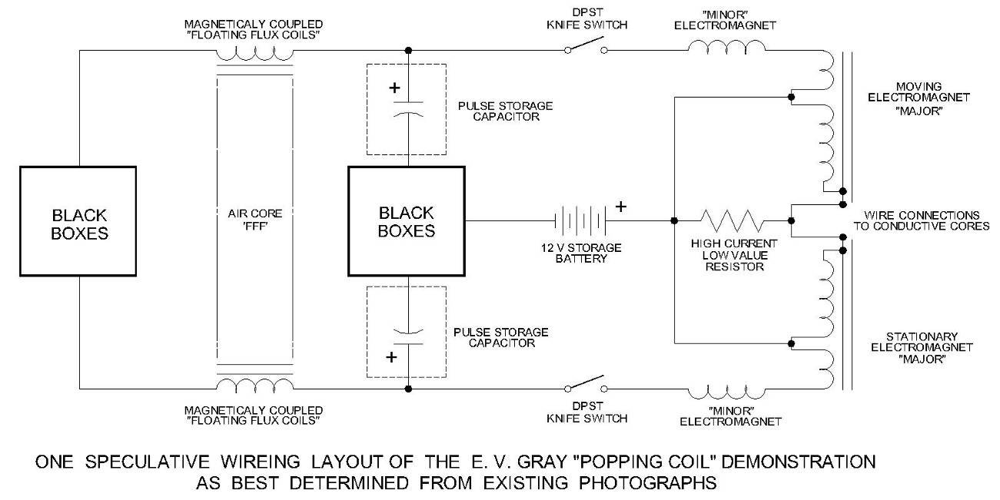 MAGNETICALY COUPLED
"FLOATING FLUX COILS"
DPST
KNIFE SWITCH
"MINOR"
ELECTROMAGNET
+
PULSE STORAGE
CAPACITOR
MOVING
ELECTROMAGNET
"MAJOR"
BLACK
BOXES
AIR CORE
'FFF'
BLACK
BOXES
+
12 V STORAGE
BATTERY
HIGH CURRENT
LOW VALUE
RESISTOR
WIRE CONNECTIONS
TO CONDUCTIVE CORES
+
PULSE STORAGE
CAPACITOR
STATIONARY
ELECTROMAGNET
"MAJOR"
MAGNETICALY COUPLED
"FLOATING FLUX COILS"
DPST
KNIFE SWITCH
"MINOR"
ELECTROMAGNET
ONE SPECULATIVE WIREING LAYOUT OF THE E. V. GRAY "POPPING COIL" DEMONSTRATION
AS BEST DETERMINED FROM EXISTING PHOTOGRAPHS